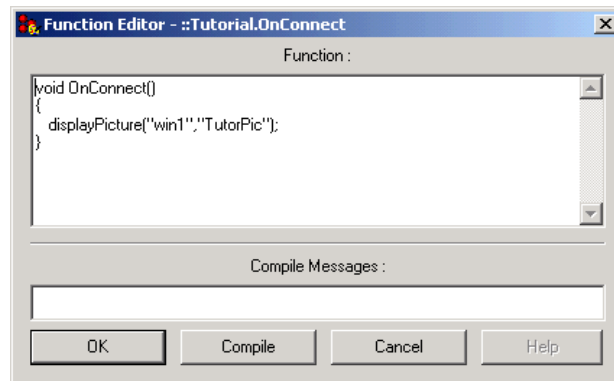 Function Editor - ::Tutorial.OnConnect
Function :
void OnConnect()
{
displayPicture("win1","TutorPic");
}
Compile Messages :
OK Compile Cancel Help